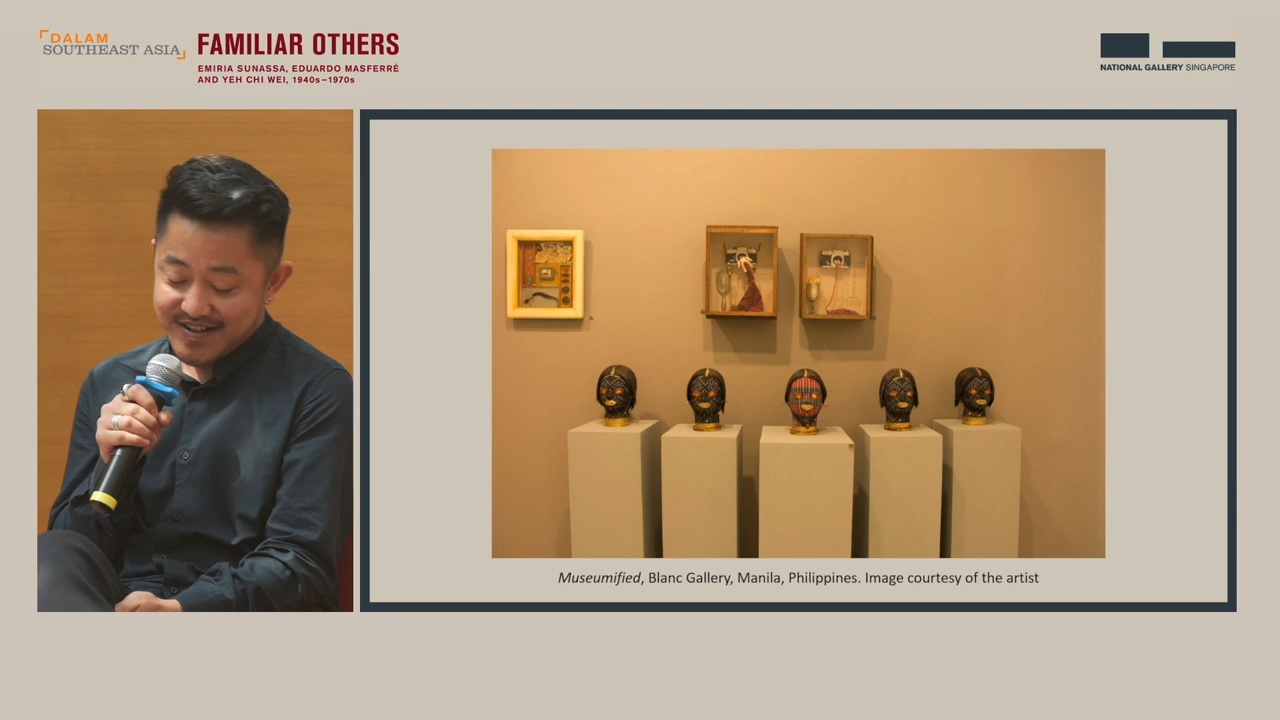 DALAM
SOUTHEAST ASIA
FAMILIAR OTHERS
EMIRIA SUNASSA, EDUARDO MASFERRÉ
AND YEH CHI WEI, 1940s–1970s
NATIONAL GALLERY SINGAPORE
Museumified, Blanc Gallery, Manila, Philippines. Image courtesy of the artist